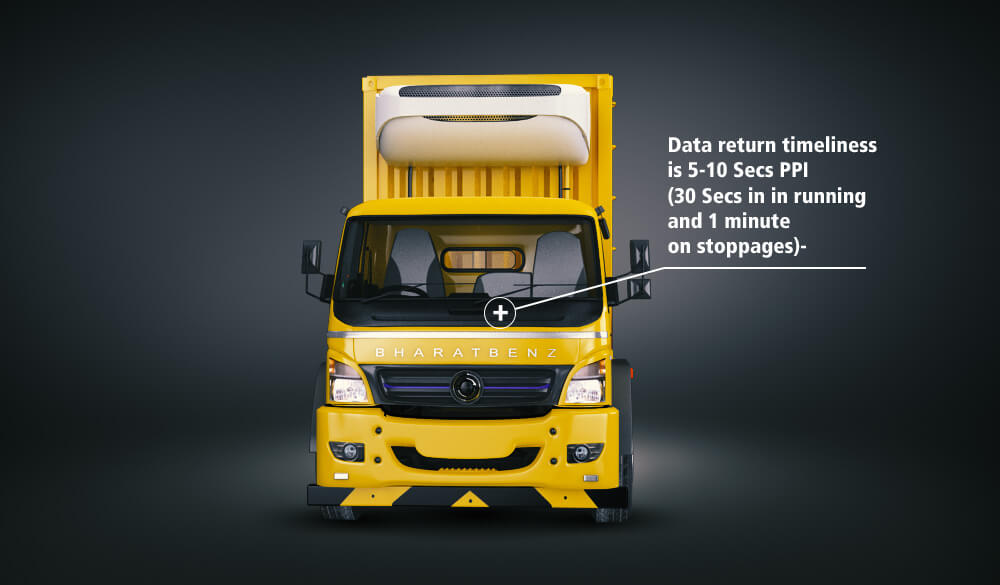 Data return timeliness
is 5-10 Secs PPI
(30 Secs in in running
and 1 minute
on stoppages)-
BHARATBENZ